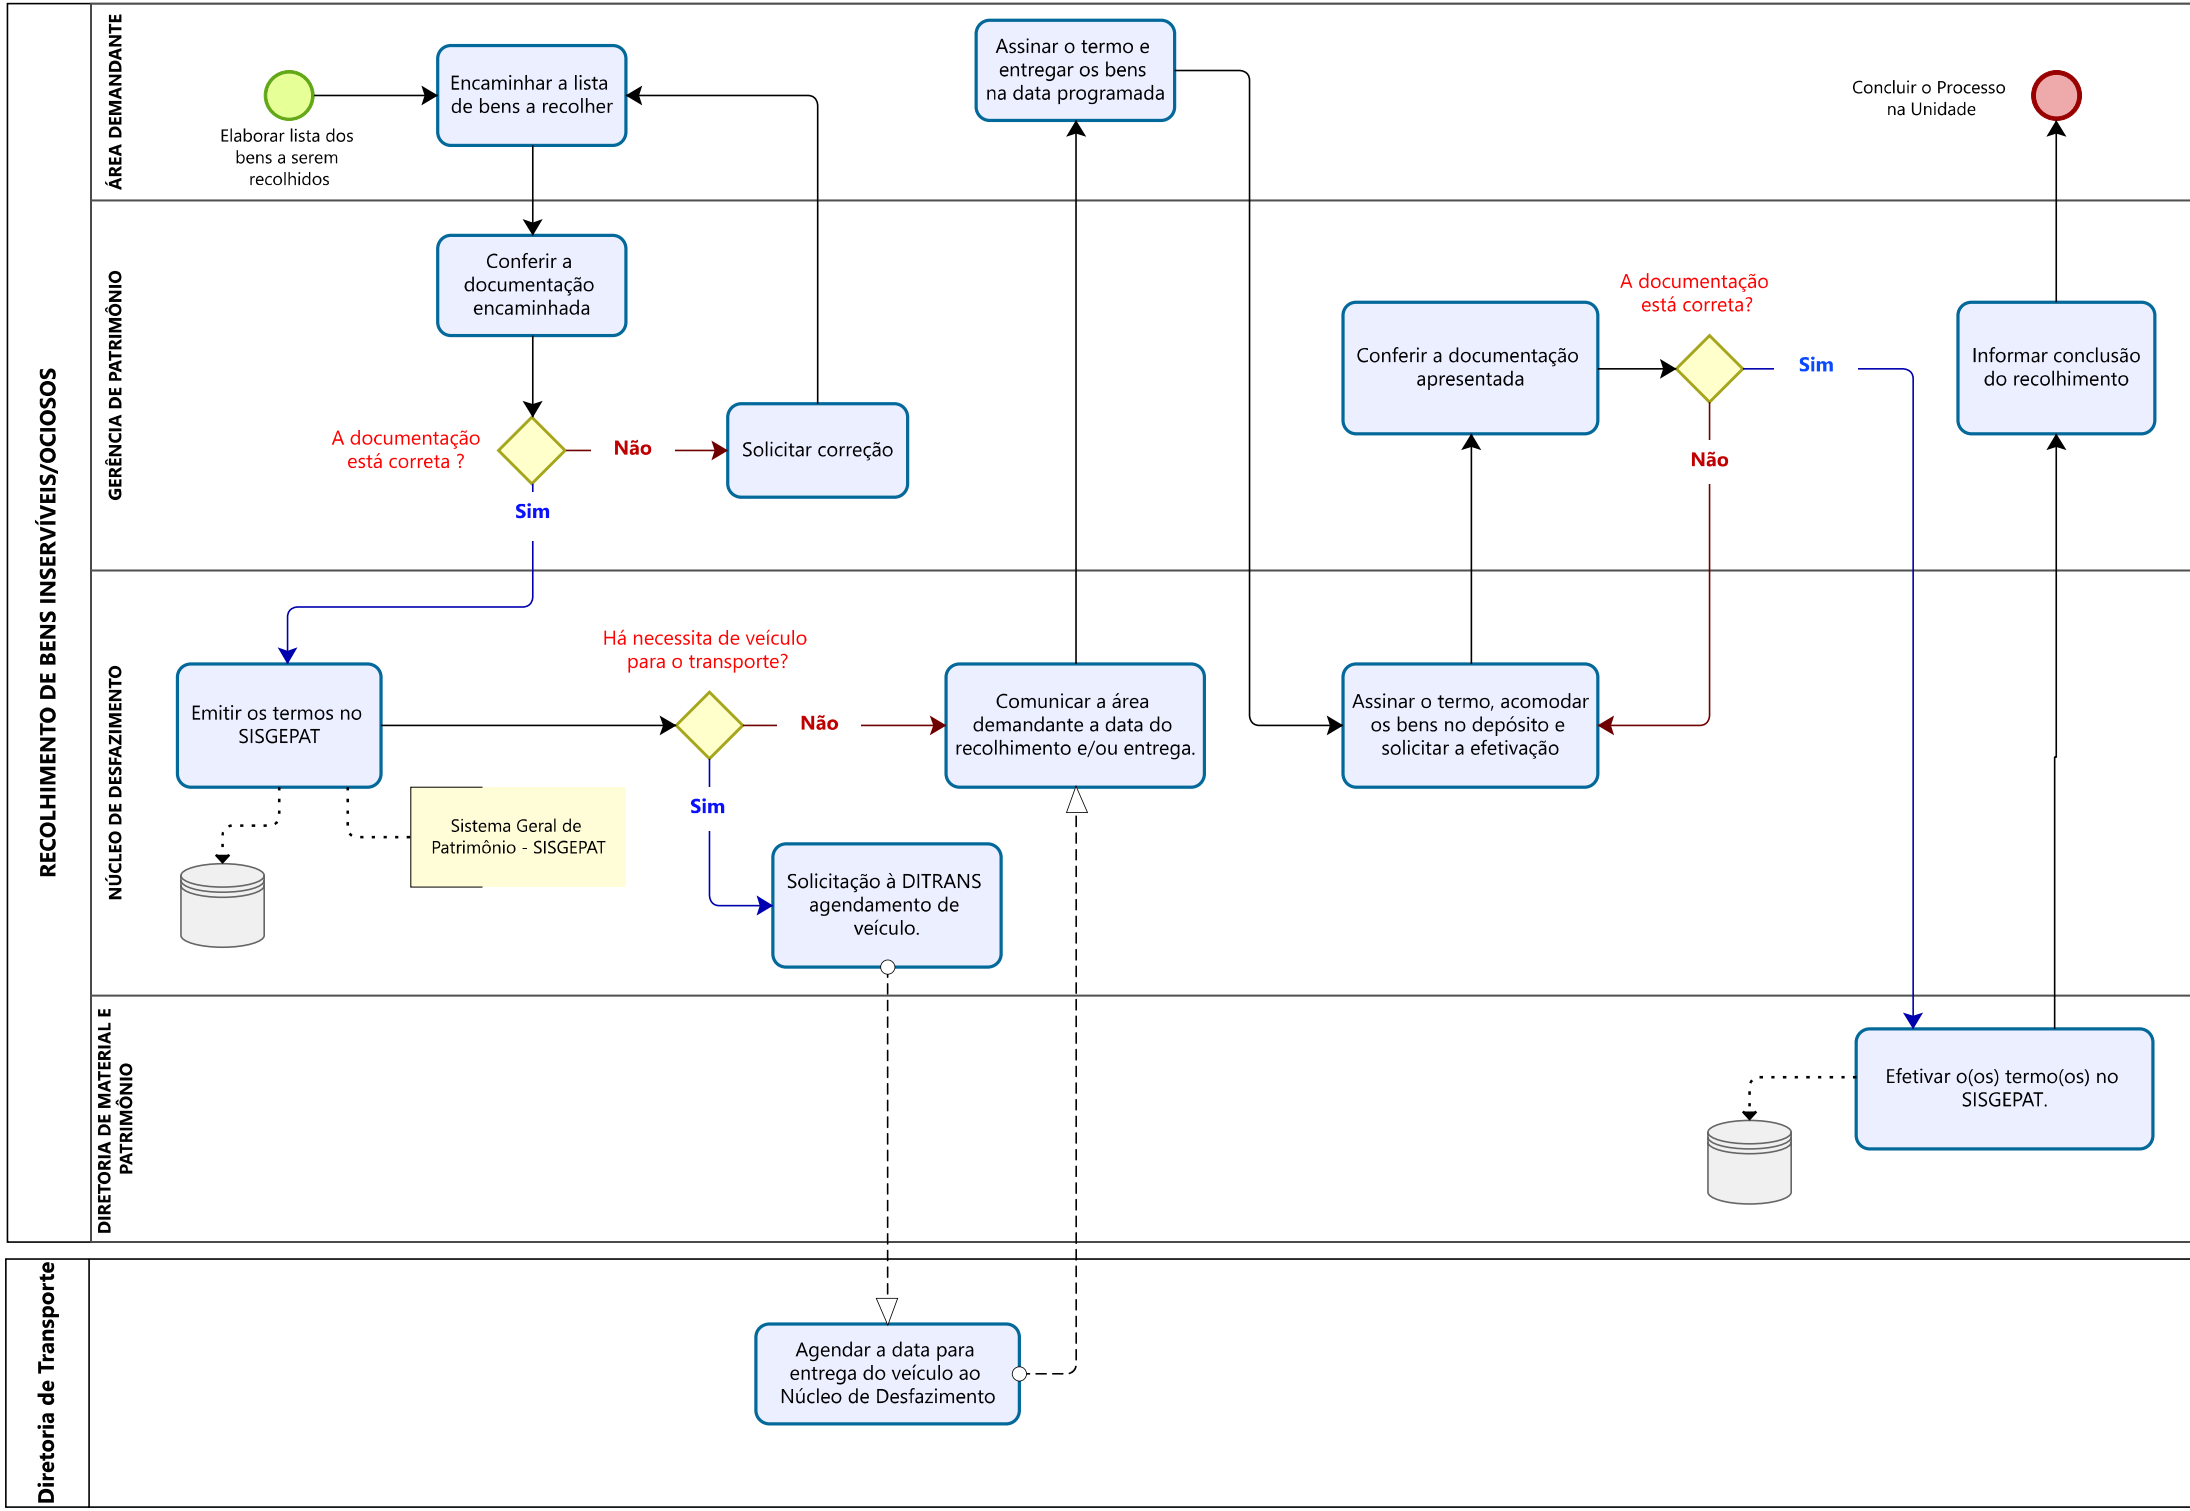 RECOLHIMENTO DE BENS INSERVÍVEIS/OCIOSOS
ÁREA DEMANDANTE
Elaborar lista dos
bens a serem
recolhidos
Encaminhar a lista
de bens a recolher
Assinar o termo e
entregar os bens
na data programada
Concluir o Processo
na Unidade
GERÊNCIA DE PATRIMÔNIO
Conferir a
documentação
encaminhada
A documentação
está correta ?
Não
Solicitar correção
Sim
Conferir a documentação
apresentada
A documentação
está correta?
Sim
Não
Informar conclusão
do recolhimento
NÚCLEO DE DESFAZIMENTO
Emitir os termos no
SISGEPAT
Sistema Geral de
Patrimônio - SISGEPAT
Há necessita de veículo
para o transporte?
Não
Sim
Comunicar a área
demandante a data do
recolhimento e/ou entrega.
Solicitação à DITRANS
agendamento de
veículo.
Assinar o termo, acomodar
os bens no depósito e
solicitar a efetivação
DIRETORIA DE MATERIAL E
PATRIMÔNIO
Efetivar o(os) termo(os) no
SISGEPAT.
Diretoria de Transporte
Agendar a data para
entrega do veículo ao
Núcleo de Desfazimento